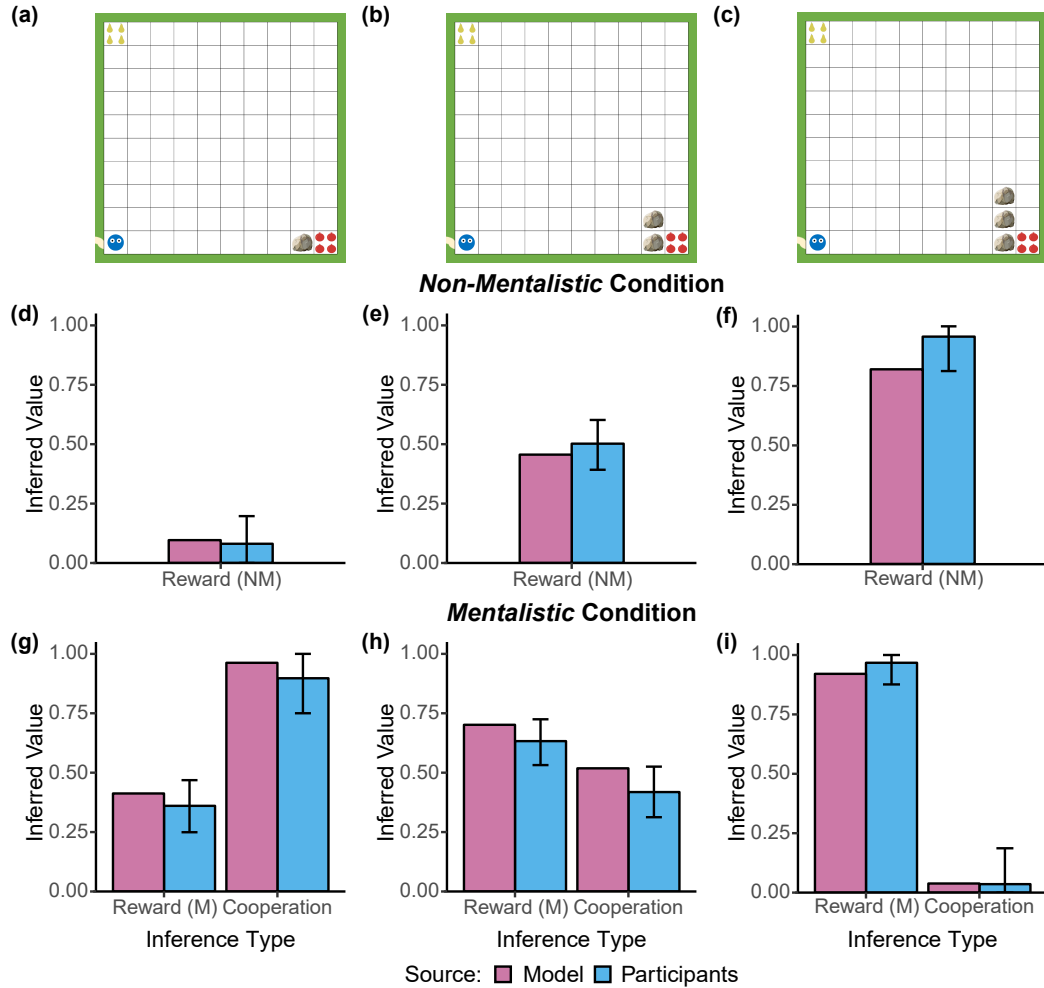 (a) (b) (c)
Non-Mentalistic Condition
(d) (e) (f)
Inferred Value
1.00
0.75
0.50
0.25
0.00
Reward (NM)
Inferred Value
1.00
0.75
0.50
0.25
0.00
Reward (NM)
Inferred Value
1.00
0.75
0.50
0.25
0.00
Reward (NM)
Mentalistic Condition
(g) (h) (i)
Inferred Value
1.00
0.75
0.50
0.25
0.00
Reward (M) Cooperation
Inference Type
Inferred Value
1.00
0.75
0.50
0.25
0.00
Reward (M) Cooperation
Inference Type
Inferred Value
1.00
0.75
0.50
0.25
0.00
Reward (M) Cooperation
Inference Type
Source: Model Participants